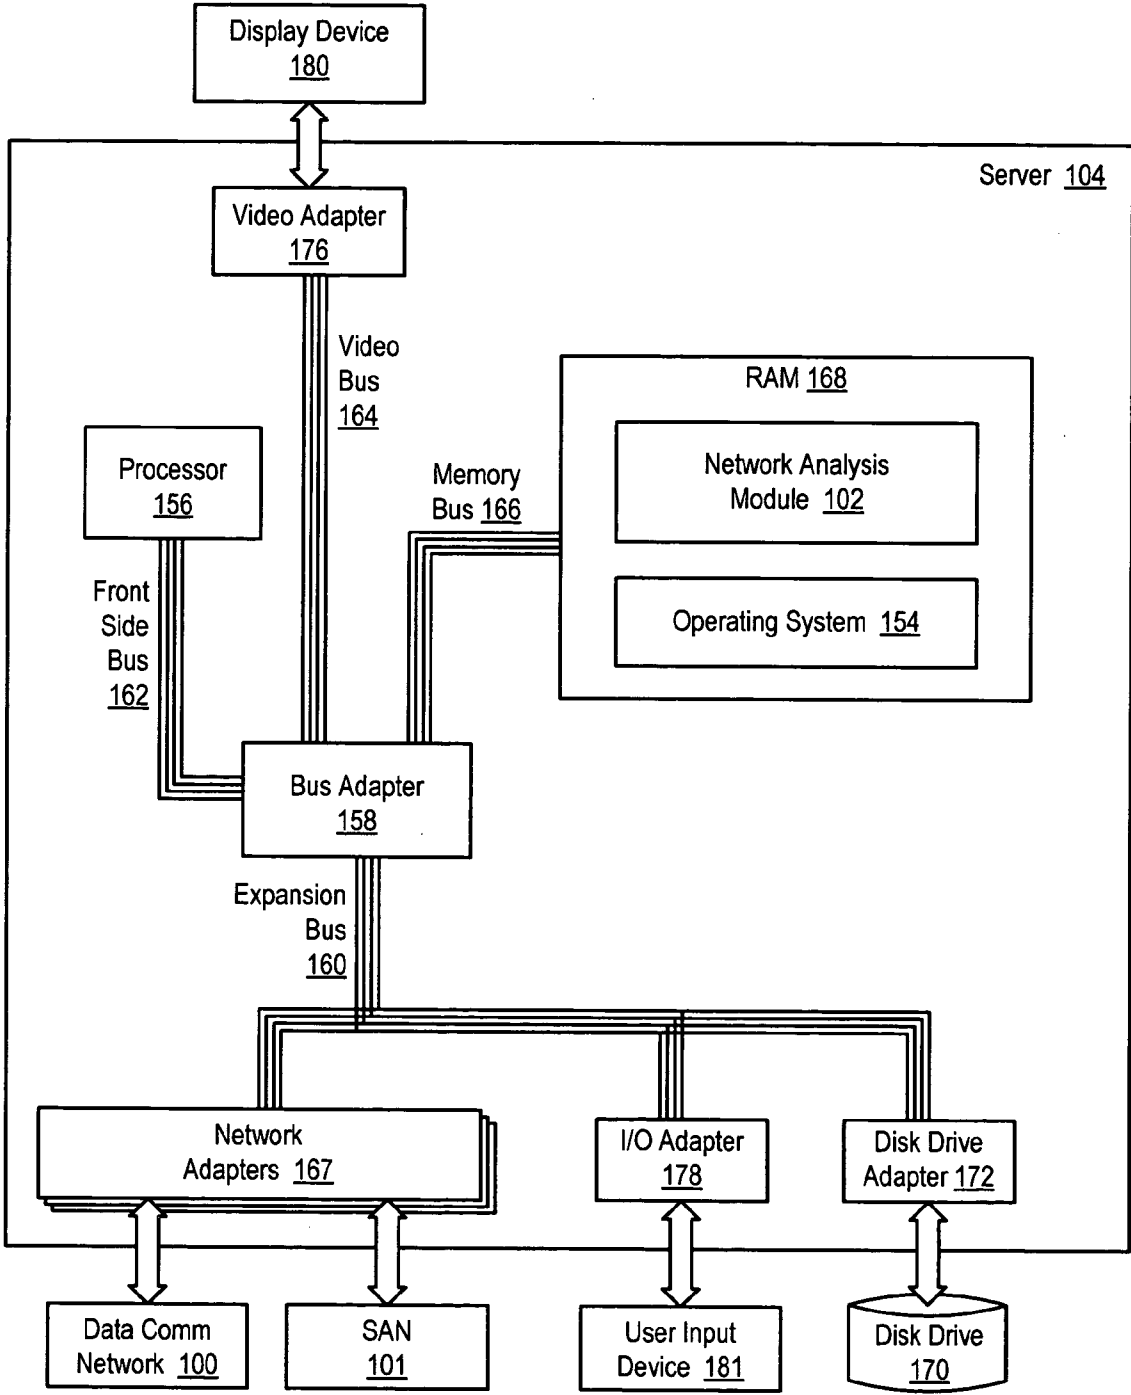 Display Device
180
Server 104
Video Adapter
176
Video
Bus
164
RAM 168
Network Analysis
Module 102
Operating System 154
Processor
156
Memory
Bus 166
Front
Side
Bus
162
Bus Adapter
158
Expansion
Bus
160
Network
Adapters 167
I/O Adapter
178
Disk Drive
Adapter 172
Data Comm
Network 100
SAN
101
User Input
Device 181
Disk Drive
170